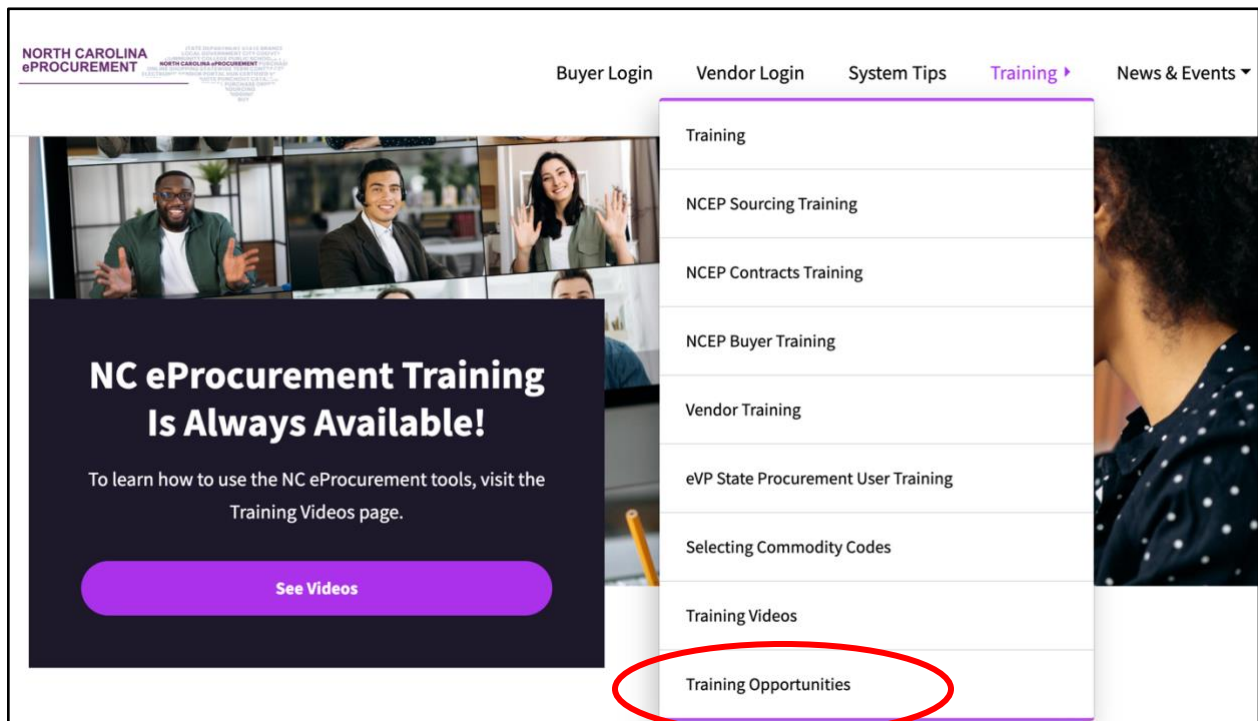 NORTH CAROLINA
ePROCUREMENT
NORTH CAROLINA ePROCUREMENT
Buyer Login
Vendor Login
System Tips
Training
News & Events
Training
NCEP Sourcing Training
NCEP Contracts Training
NCEP Buyer Training
Vendor Training
eVP State Procurement User Training
Selecting Commodity Codes
Training Videos
Training Opportunities
NC eProcurement Training
Is Always Available!
To learn how to use the NC eProcurement tools, visit the
Training Videos page.
See Videos